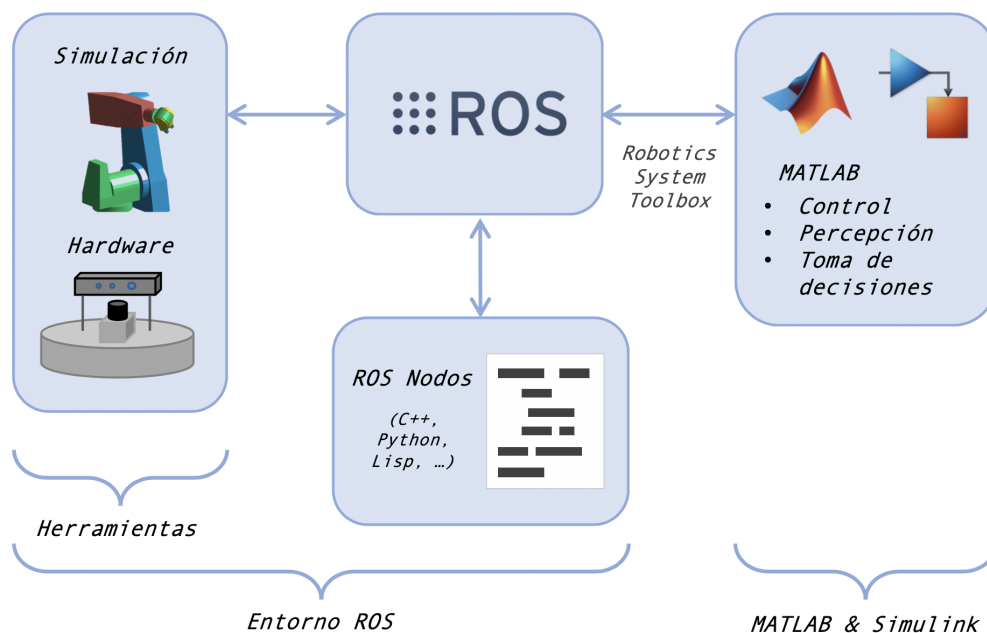 Simulación
Hardware
ROS
Robotics
System
Toolbox
MATLAB
• Control
• Percepción
• Toma de
decisiones
ROS Nodos
(C++,
Python,
Lisp, …)
Herramientas
Entorno ROS
MATLAB & Simulink